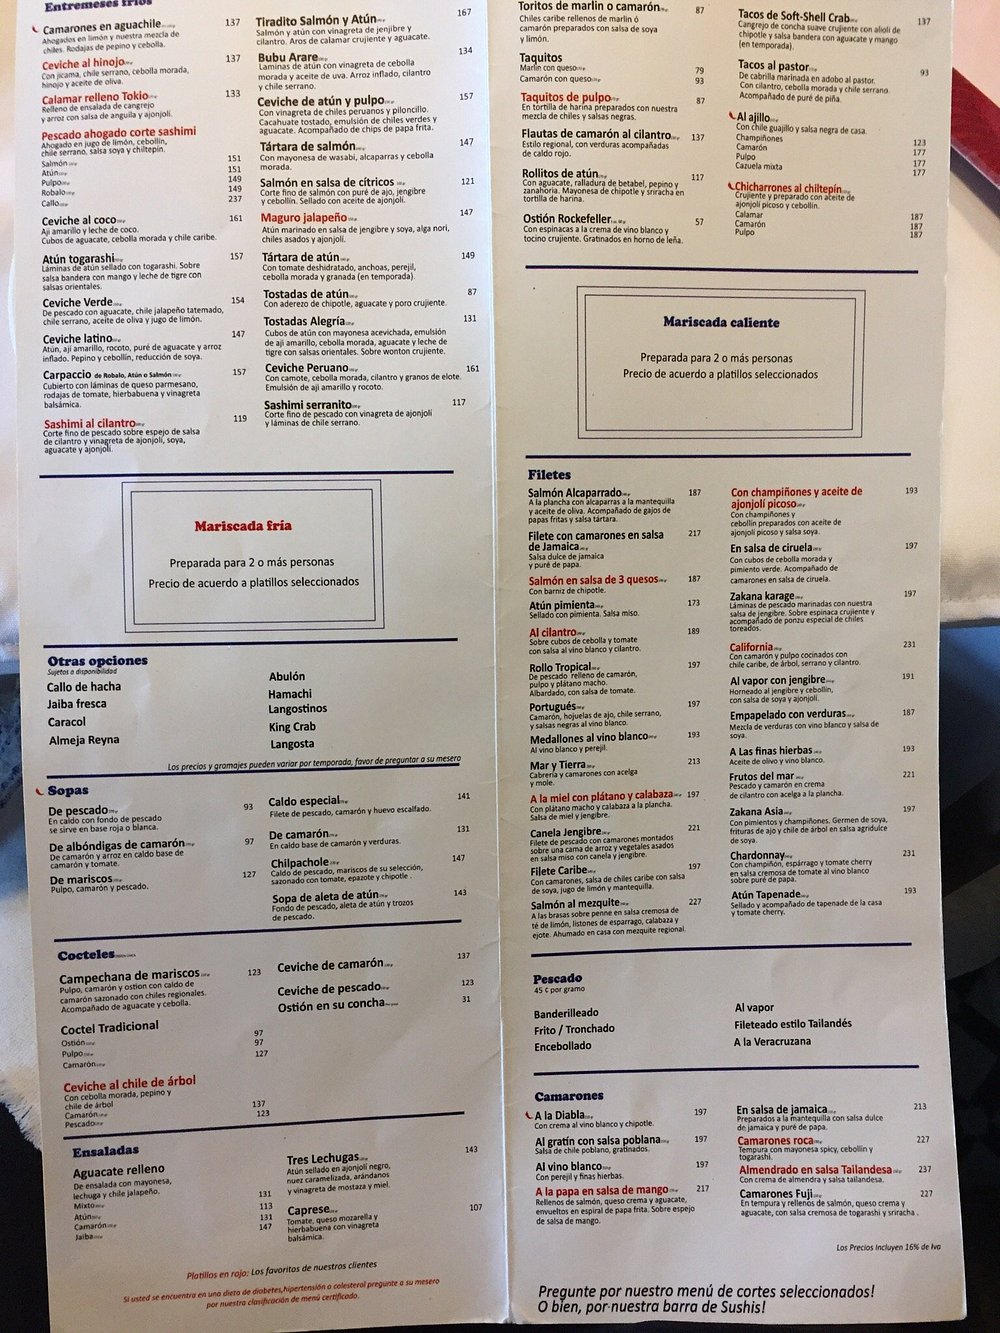 Entremeses fríos
Camarones en aguachile 137
Ahogados en limón y nuestra mezcla de
chiles. Rodajas de pepino y cebolla.
Ceviche al hinojo 137
Con jícama, chile serrano, cebolla morada,
hinojo y aceite de oliva.
Calamar relleno Tokio 133
Relleno de ensalada de cangrejo
y arroz con salsa de anguila y ajonjolí.
Pescado ahogado corte sashimi
Ahogado en jugo de limón, cebollín,
chile serrano, salsa soya y chiltepín.
Salmón 151
Atún 151
Pulpo 149
Robalo 149
Callo 237
Ceviche al coco 161
Aji amarillo y leche de coco.
Cubos de aguacate, cebolla morada y chile caribe.
Atún togarashi 157
Láminas de atún sellado con togarashi. Sobre
salsa bandera con mango y leche de tigre con
salsas orientales.
Ceviche Verde 154
De pescado con aguacate, chile jalapeño tatemado,
chile serrano, aceite de oliva y jugo de limón.
Ceviche latino 147
Atún, ají amarillo, rocoto, puré de aguacate y arroz
inflado. Pepino y cebollín, reducción de soya.
Carpaccio de Robalo, Atún o Salmón 157
Cubierto con láminas de queso parmesano,
rodajas de tomate, hierbabuena y vinagreta
balsámica.
Sashimi al cilantro 119
Corte fino de pescado sobre espejo de salsa
de cilantro y vinagreta de ajonjolí, soya,
aguacate y ajonjolí.
Tiradito Salmón y Atún 167
Salmón y atún con vinagreta de jenjibre y
cilantro. Aros de calamar crujiente y aguacate.
Bubu Arare 134
Laminas de atún con vinagreta de cebolla
morada y aceite de uva. Arroz inflado, cilantro
y chile serrano.
Ceviche de atún y pulpo 157
Con vinagreta de chiles peruanos y piloncillo.
Cacahuate tostado, emulsión de chiles verdes y
aguacate. Acompañado de chips de papa frita.
Tártara de salmón 147
Con mayonesa de wasabi, alcaparras y cebolla
morada.
Salmón en salsa de cítricos 121
Corte fino de salmón con puré de ajo, jengibre
y cebollín. Sellado con aceite de ajonjolí.
Maguro jalapeño 147
Atún marinado en salsa de jengibre y soya, alga nori,
chiles asados y ajonjolí.
Tártara de atún 149
Con tomate deshidratado, anchoas, perejil,
cebolla morada y granada (en temporada).
Tostadas de atún 87
Con aderezo de chipotle, aguacate y poro crujiente.
Tostadas Alegría 131
Cubos de atún con mayonesa acevichada, emulsión
de aji amarillo, cebolla morada, aguacate y leche de
tigre con salsas orientales. Sobre wonton crujiente.
Ceviche Peruano 161
Con camote, cebolla morada, cilantro y granos de elote.
Emulsión de aji amarillo y rocoto.
Sashimi serranito 117
Corte fino de pescado con vinagreta de ajonjolí
y láminas de chile serrano.
Mariscada fría
Preparada para 2 o más personas
Precio de acuerdo a platillos seleccionados
Otras opciones
Sujetos a disponibilidad
Callo de hacha
Jaiba fresca
Caracol
Almeja Reyna
Abulón
Hamachi
Langostinos
King Crab
Langosta
Los precios y gramajes pueden variar por temporada, favor de preguntar a su mesero
Sopas
De pescado 93
En caldo con fondo de pescado
se sirve en base roja o blanca.
De albóndigas de camarón 97
De camarón y arroz en caldo base de
camarón y tomate.
De mariscos 127
Pulpo, camarón y pescado.
Caldo especial 141
Filete de pescado, camarón y huevo escalfado.
De camarón 131
En caldo base de camarón y verduras.
Chilpachole 147
Caldo de pescado, mariscos de su selección,
sazonado con tomate, epazote y chipotle .
Sopa de aleta de atún 143
Fondo de pescado, aleta de atún y trozos
de pescado.
Cocteles
Campechana de mariscos 123
Pulpo, camarón y ostion con caldo de
camarón sazonado con chiles regionales.
Acompañado de aguacate y cebolla.
Coctel Tradicional
Ostión 97
Pulpo 97
Camarón 127
Ceviche al chile de árbol
Con cebolla morada, pepino y
chile de árbol
Camarón 137
Pescado 123
Ceviche de camarón 137
Ceviche de pescado 123
Ostión en su concha 31
Ensaladas
Aguacate relleno
De ensalada con mayonesa,
lechuga y chile jalapeño.
Mixto 131
Atún 113
Camarón 131
Jaiba 147
Tres Lechugas 143
Atún sellado en ajonjolí negro,
nuez caramelizada, arándanos
y vinagreta de mostaza y miel.
Caprese 107
Tomate, queso mozarella y
hierbabuena con vinagreta
balsámica.
Platillos en rojo: Los favoritos de nuestros clientes
Si usted se encuentra en una dieta de diabetes,hipertensión o colesterol pregunte a su mesero
por nuestra clasificación de menú certificado.
Toritos de marlin o camarón 87
Chiles caribe rellenos de marlin ó
camarón preparados con salsa de soya
y limón.
Taquitos
Marlin con queso 79
Camarón con queso 93
Taquitos de pulpo 87
En tortilla de harina preparados con nuestra
mezcla de chiles y salsas negras.
Flautas de camarón al cilantro 137
Estilo regional, con verduras acompañadas
de caldo rojo.
Rollitos de atún 117
Con aguacate, ralladura de betabel, pepino y
zanahoria. Mayonesa de chipotle y sriracha en
tortilla de harina.
Ostión Rockefeller 57
Con espinacas a la crema de vino blanco y
tocino crujiente. Gratinados en horno de leña.
Tacos de Soft-Shell Crab 137
Cangrejo de concha suave crujiente con alioli de
chipotle y salsa bandera con aguacate y mango
(en temporada).
Tacos al pastor 93
De cabrilla marinada en adobo al pastor.
Con cilantro, cebolla morada y chile serrano.
Acompañado de puré de piña.
Al ajillo
Con chile guajillo y salsa negra de casa.
Champiñones 123
Camarón 177
Pulpo 177
Cazuela mixta 177
Chicharrones al chiltepín
Crujiente y preparado con aceite de
ajonjolí picoso y cebollín.
Calamar 187
Camarón 187
Pulpo 187
Mariscada caliente
Preparada para 2 o más personas
Precio de acuerdo a platillos seleccionados
Filetes
Salmón Alcaparrado 187
A la plancha con alcaparras a la mantequilla
y aceite de oliva. Acompañado de gajos de
papas fritas y salsa tártara.
Filete con camarones en salsa
de Jamaica 217
Salsa dulce de jamaica
y puré de papa.
Salmón en salsa de 3 quesos 187
Con barniz de chipotle.
Atún pimienta 173
Sellado con pimienta. Salsa miso.
Al cilantro 189
Sobre cubos de cebolla y tomate
con salsa al vino blanco y cilantro.
Rollo Tropical 197
De pescado relleno de camarón,
pulpo y plátano macho.
Albardado, con salsa de tomate.
Portugués 197
Camarón, hojuelas de ajo, chile serrano,
y salsas negras al vino blanco.
Medallones al vino blanco 193
Al vino blanco y perejil.
Mar y Tierra 213
Cabrería y camarones con acelga
y mole.
A la miel con plátano y calabaza 197
Con plátano macho y calabaza a la plancha.
Salsa de miel y jengibre.
Canela Jengibre 221
Filete de pescado con camarones montados
sobre una cama de arroz y vegetales asados
en salsa miso con canela y jengibre.
Filete Caribe 197
Con camarones, salsa de chiles caribe con salsa
de soya, jugo de limón y mantequilla.
Salmón al mezquite 227
A las brasas sobre penne en salsa cremosa de
té de limón, listones de esparrago, calabaza y
ejote. Ahumado en casa con mezquite regional.
Con champiñones y aceite de
ajonjolí picoso 193
Con champiñones y
cebollín preparados con aceite de
ajonjolí picoso y salsa soya.
En salsa de ciruela 197
Con cubos de cebolla morada y
pimiento verde. Acompañado de
camarones en salsa de ciruela.
Zakana karage 197
Láminas de pescado marinadas con nuestra
salsa de jengibre. Sobre espinaca crujiente y
acompañado de ponzu especial de chiles
toreados.
California 231
Con camarón y pulpo cocinados con
chile caribe, de árbol, serrano y cilantro.
Al vapor con jengibre 191
Horneado al jengibre y cebollín,
con salsa de soya y ajonjolí.
Empapelado con verduras 187
Mezcla de verduras con vino blanco y salsa de
soya.
A Las finas hierbas 193
Aceite de olivo y vino blanco.
Frutos del mar 221
Pescado y camarón en crema
de cilantro con acelga a la plancha.
Zakana Asia 197
Con pimientos y champiñones. Germen de soya,
frituras de ajo y chile de árbol en salsa agridulce
de soya.
Chardonnay 231
Con champiñón, espárrago y tomate cherry
en salsa cremosa de tomate al vino blanco
sobre puré de papa.
Atún Tapenade 193
Sellado y acompañado de tapenade de la casa
y tomate cherry.
Pescado
45 ¢ por gramo
Banderilleado
Frito / Tronchado
Encebollado
Al vapor
Fileteado estilo Tailandés
A la Veracruzana
Camarones
A la Diabla 197
Con crema al vino blanco y chipotle.
Al gratín con salsa poblana 197
Salsa de chile poblano, gratinados.
Al vino blanco 197
Con perejil y finas hierbas.
A la papa en salsa de mango 217
Rellenos de salmón, queso crema y aguacate,
envueltos en espiral de papa frita. Sobre espejo
de salsa de mango.
En salsa de jamaica 213
Preparados a la mantequilla con salsa dulce
de jamaica y puré de papa.
Camarones roca 227
Tempura con mayonesa spicy, cebollín y
togarashi.
Almendrado en salsa Tailandesa 237
Con crema de almendra y salsa tailandesa.
Camarones Fuji 227
En tempura y rellenos de salmón, queso crema y
aguacate, con salsa cremosa de togarashi y sriracha .
Los Precios Incluyen 16% de Iva
Pregunte por nuestro menú de cortes seleccionados!
O bien, por nuestra barra de Sushis!